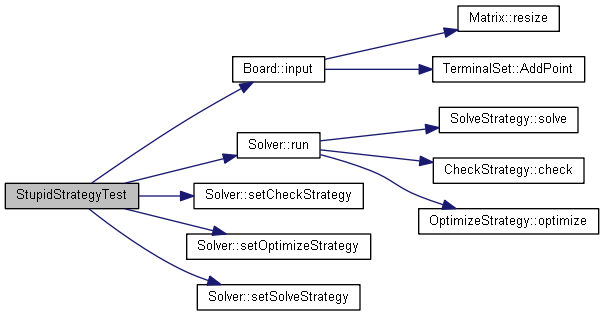 StupidStrategyTest
Board::input
Matrix::resize
TerminalSet::AddPoint
Solver::run
SolveStrategy::solve
CheckStrategy::check
OptimizeStrategy::optimize
Solver::setCheckStrategy
Solver::setOptimizeStrategy
Solver::setSolveStrategy